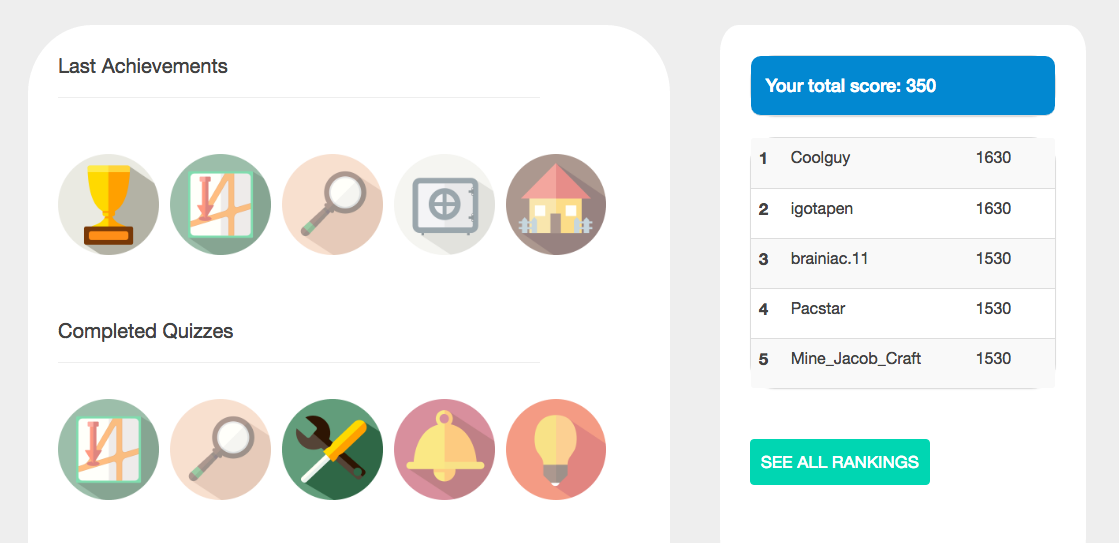 Last Achievements
Completed Quizzes
Your total score: 350
1 Coolguy 1630
2 igotapen 1630
3 brainiac.11 1530
4 Pacstar 1530
5 Mine_Jacob_Craft 1530
SEE ALL RANKINGS